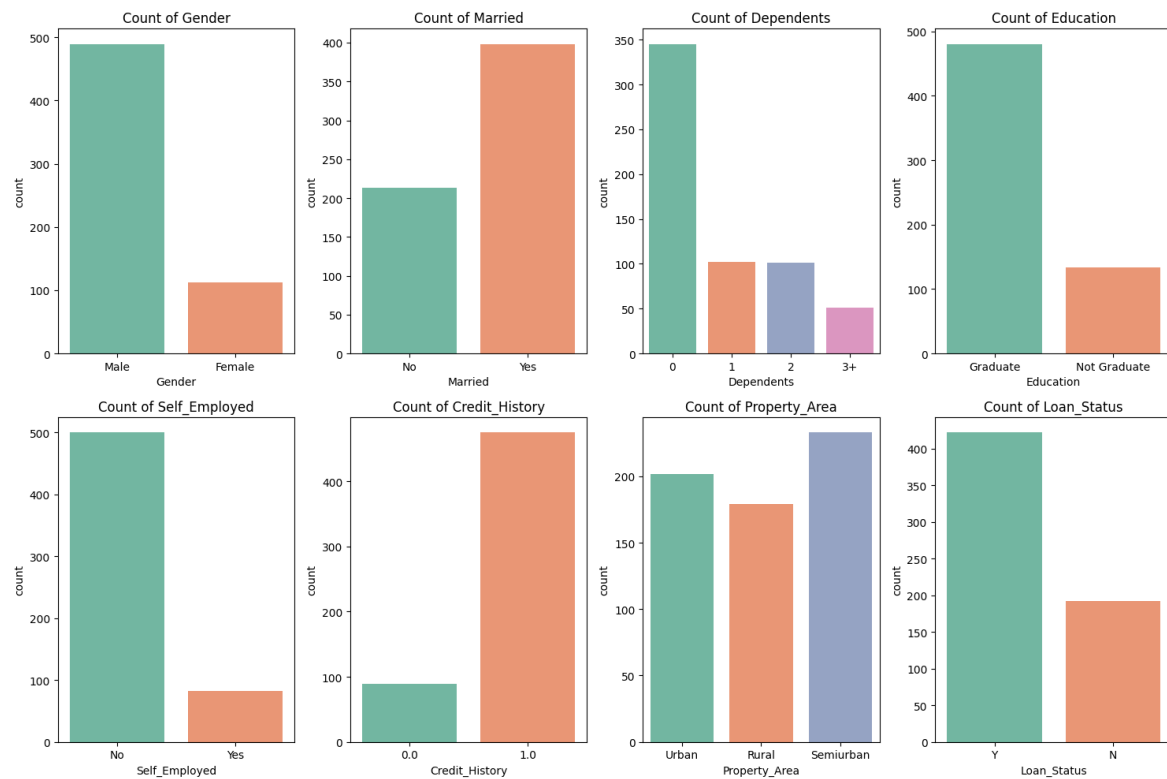 Count of Gender
500
400
300
200
100
0
count
Male Female
Gender
Count of Married
400
350
300
250
200
150
100
50
0
count
No Yes
Married
Count of Dependents
350
300
250
200
150
100
50
0
count
0 1 2 3+
Dependents
Count of Education
500
400
300
200
100
0
count
Graduate Not Graduate
Education
Count of Self_Employed
500
400
300
200
100
0
count
No Yes
Self_Employed
Count of Credit_History
400
300
200
100
0
count
0.0 1.0
Credit_History
Count of Property_Area
200
150
100
50
0
count
Urban Rural Semiurban
Property_Area
Count of Loan_Status
400
350
300
250
200
150
100
50
0
count
Y N
Loan_Status